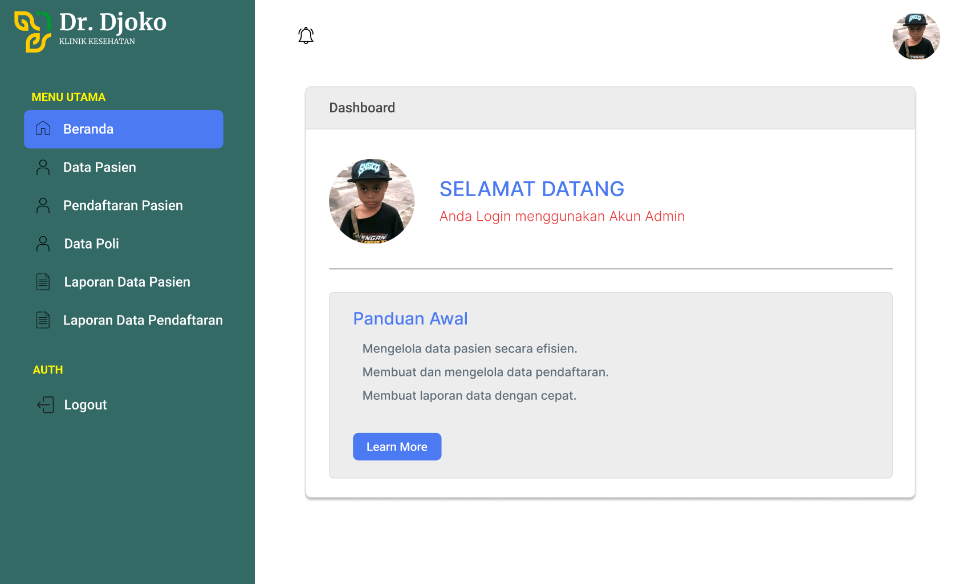 Dr. Djoko
KLINIK KESEHATAN
MENU UTAMA
Beranda
Data Pasien
Pendaftaran Pasien
Data Poli
Laporan Data Pasien
Laporan Data Pendaftaran
AUTH
Logout
Dashboard
SELAMAT DATANG
Anda Login menggunakan Akun Admin
Panduan Awal
Mengelola data pasien secara efisien.
Membuat dan mengelola data pendaftaran.
Membuat laporan data dengan cepat.
Learn More